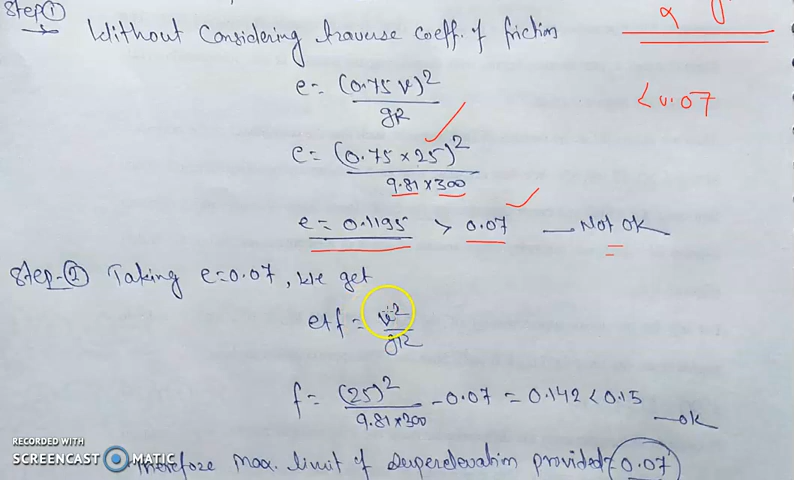 Step ①
Without Considering traverse coeff. of friction
e = (0.75 v)²
gR
< 0.07
e = (0.75 × 25)²
9.81 × 300
e = 0.1195 > 0.07 — Not ok
Step-② Taking e=0.07, we get
e+f = v²
gR
f = (25)² - 0.07 = 0.142 < 0.15
9.81×300
— ok
RECORDED WITH
SCREENCAST MATIC
Therefore max. limit of superelevation provided = 0.07